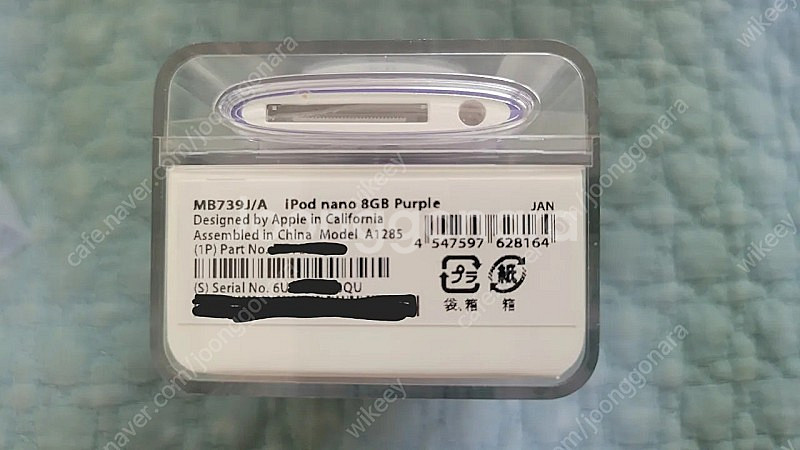 MB739J/A iPod nano 8GB Purple
JAN
Designed by Apple in California
Assembled in China Model A1285
4 547597 628164
(1P) Part No.
(S) Serial No. 6U QU
プラ 紙
袋、箱 箱
cafe.naver.com/joonggonara
wikeey